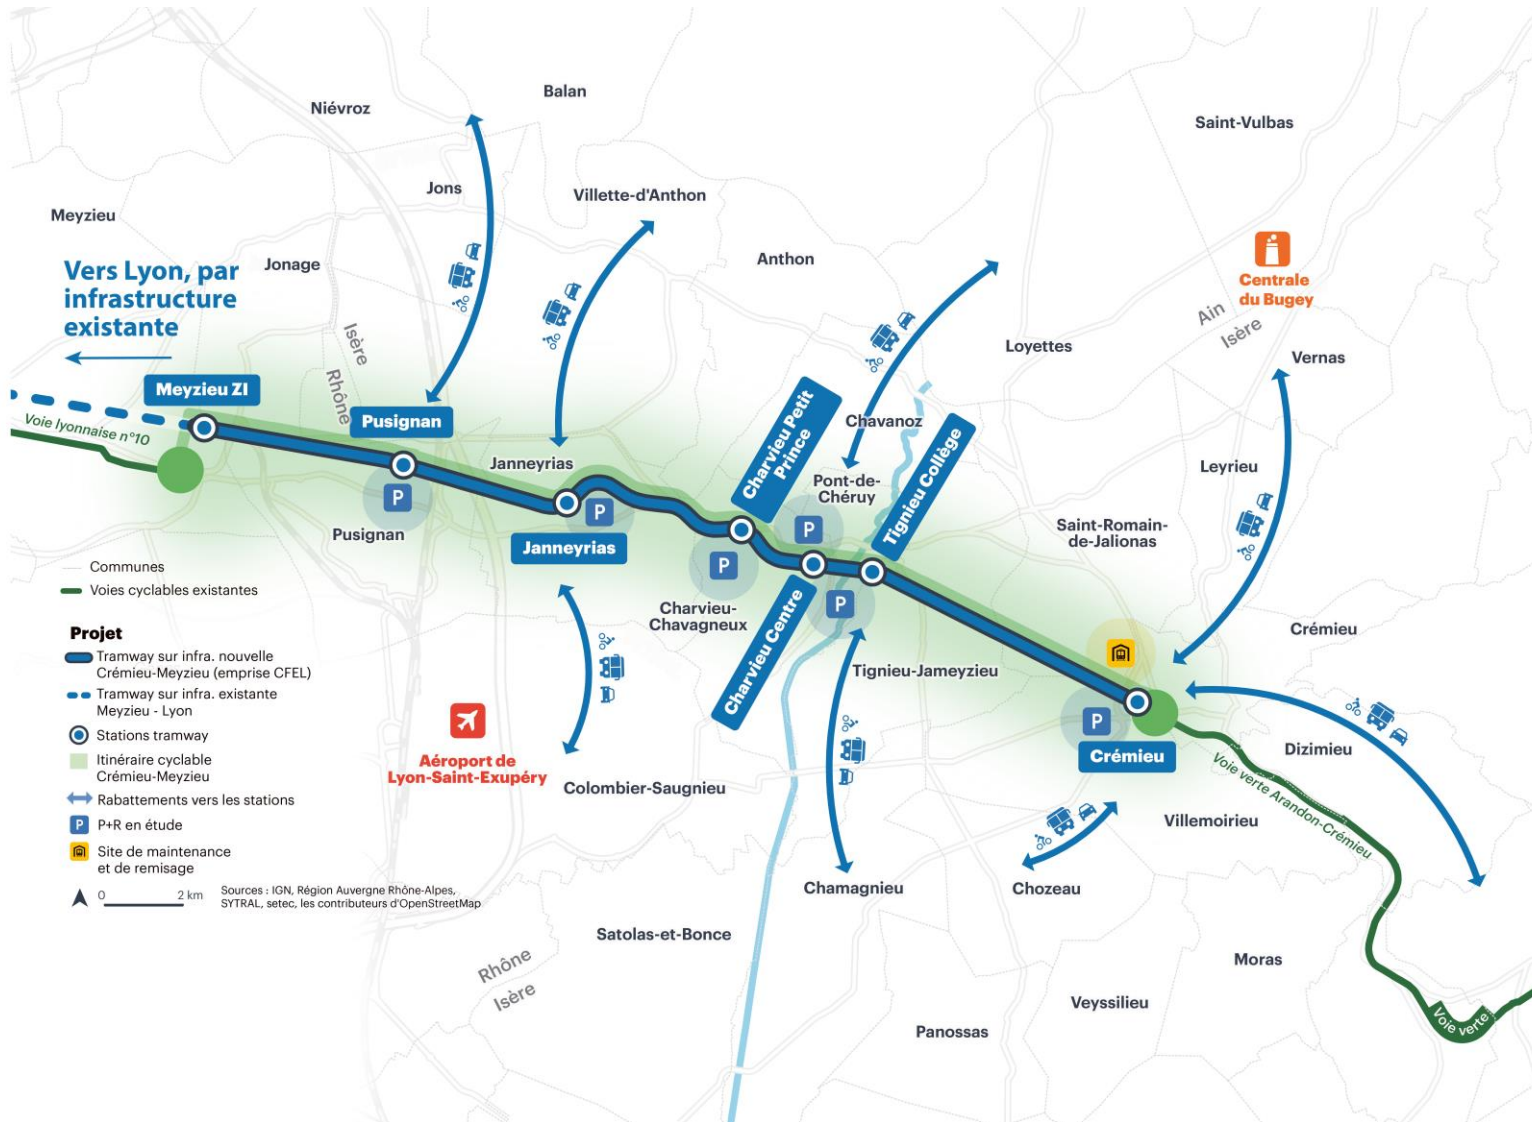 Balan
Niévroz
Saint-Vulbas
Jons
Villette-d'Anthon
Meyzieu
Anthon
Jonage
Vers Lyon, par
infrastructure
existante
Centrale
du Bugey
Ain
Isère
Isère
Rhône
Loyettes
Vernas
Meyzieu ZI
Pusignan
Charvieu Petit
Prince
Chavanoz
Tignieu Collège
Voie lyonnaise n°10
Janneyrias
Leyrieu
Pont-de-
Chéruy
P
P
P
Pusignan
Saint-Romain-
de-Jalionas
Janneyrias
P
P
Charvieu-
Chavagneux
Charvieu Centre
Crémieu
Tignieu-Jameyzieu
P
Crémieu
Dizimieu
Voie verte Arandon-Crémieu
Aéroport de
Lyon-Saint-Exupéry
Colombier-Saugnieu
Villemoirieu
Chamagnieu
Chozeau
Satolas-et-Bonce
Rhône
Isère
Moras
Veyssilieu
Panossas
Voie verte
Communes
Voies cyclables existantes
Projet
Tramway sur infra. nouvelle
Crémieu-Meyzieu (emprise CFEL)
Tramway sur infra. existante
Meyzieu - Lyon
Stations tramway
Itinéraire cyclable
Crémieu-Meyzieu
Rabattements vers les stations
P P+R en étude
Site de maintenance
et de remisage
0 2 km
Sources : IGN, Région Auvergne Rhône-Alpes,
SYTRAL, setec, les contributeurs d'OpenStreetMap